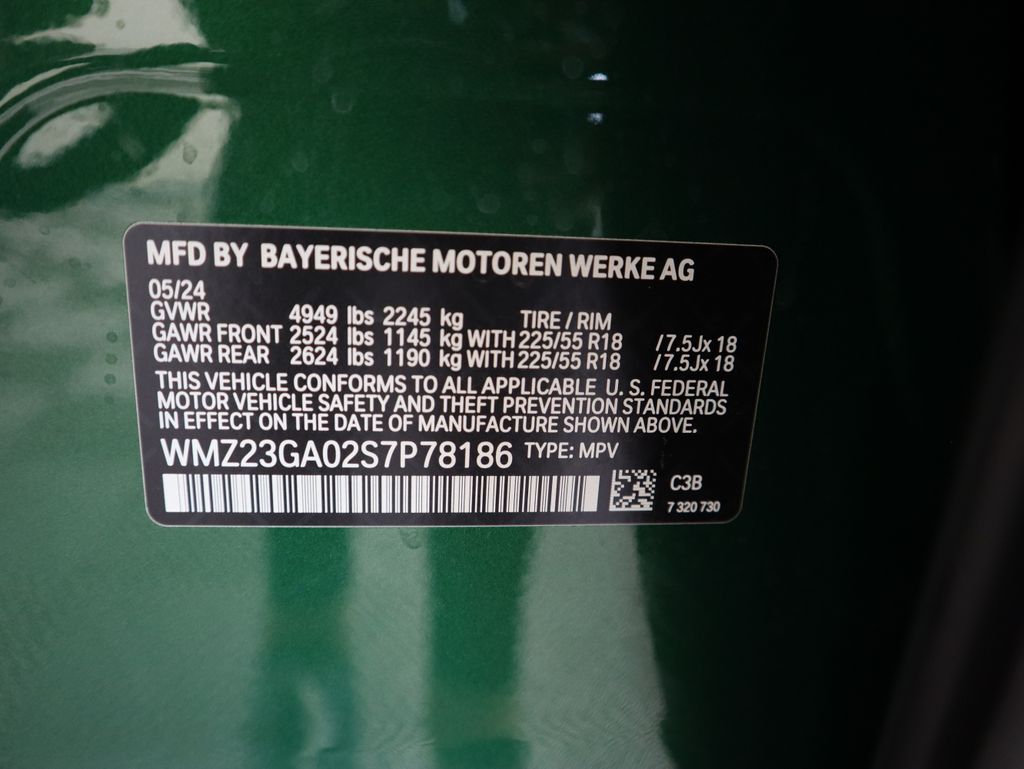 MFD BY BAYERISCHE MOTOREN WERKE AG
05/24
GVWR 4949 lbs 2245 kg TIRE / RIM
GAWR FRONT 2524 lbs 1145 kg WITH 225/55 R18 / 7.5Jx 18
GAWR REAR 2624 lbs 1190 kg WITH 225/55 R18 / 7.5Jx 18
THIS VEHICLE CONFORMS TO ALL APPLICABLE U. S. FEDERAL
MOTOR VEHICLE SAFETY AND THEFT PREVENTION STANDARDS
IN EFFECT ON THE DATE OF MANUFACTURE SHOWN ABOVE.
WMZ23GA02S7P78186 TYPE: MPV
C3B
7 320 730